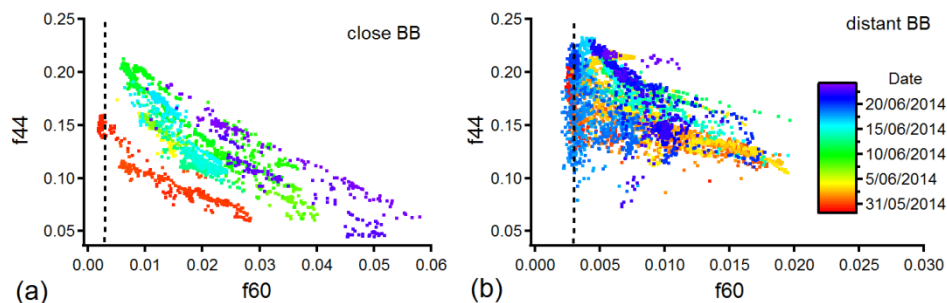 0.25
0.20
0.15
0.10
0.05
f44
close BB
0.00 0.01 0.02 0.03 0.04 0.05 0.06
(a)
f60
0.25
0.20
0.15
0.10
0.05
f44
distant BB
Date
20/06/2014
15/06/2014
10/06/2014
5/06/2014
31/05/2014
0.000 0.005 0.010 0.015 0.020 0.025 0.030
(b)
f60